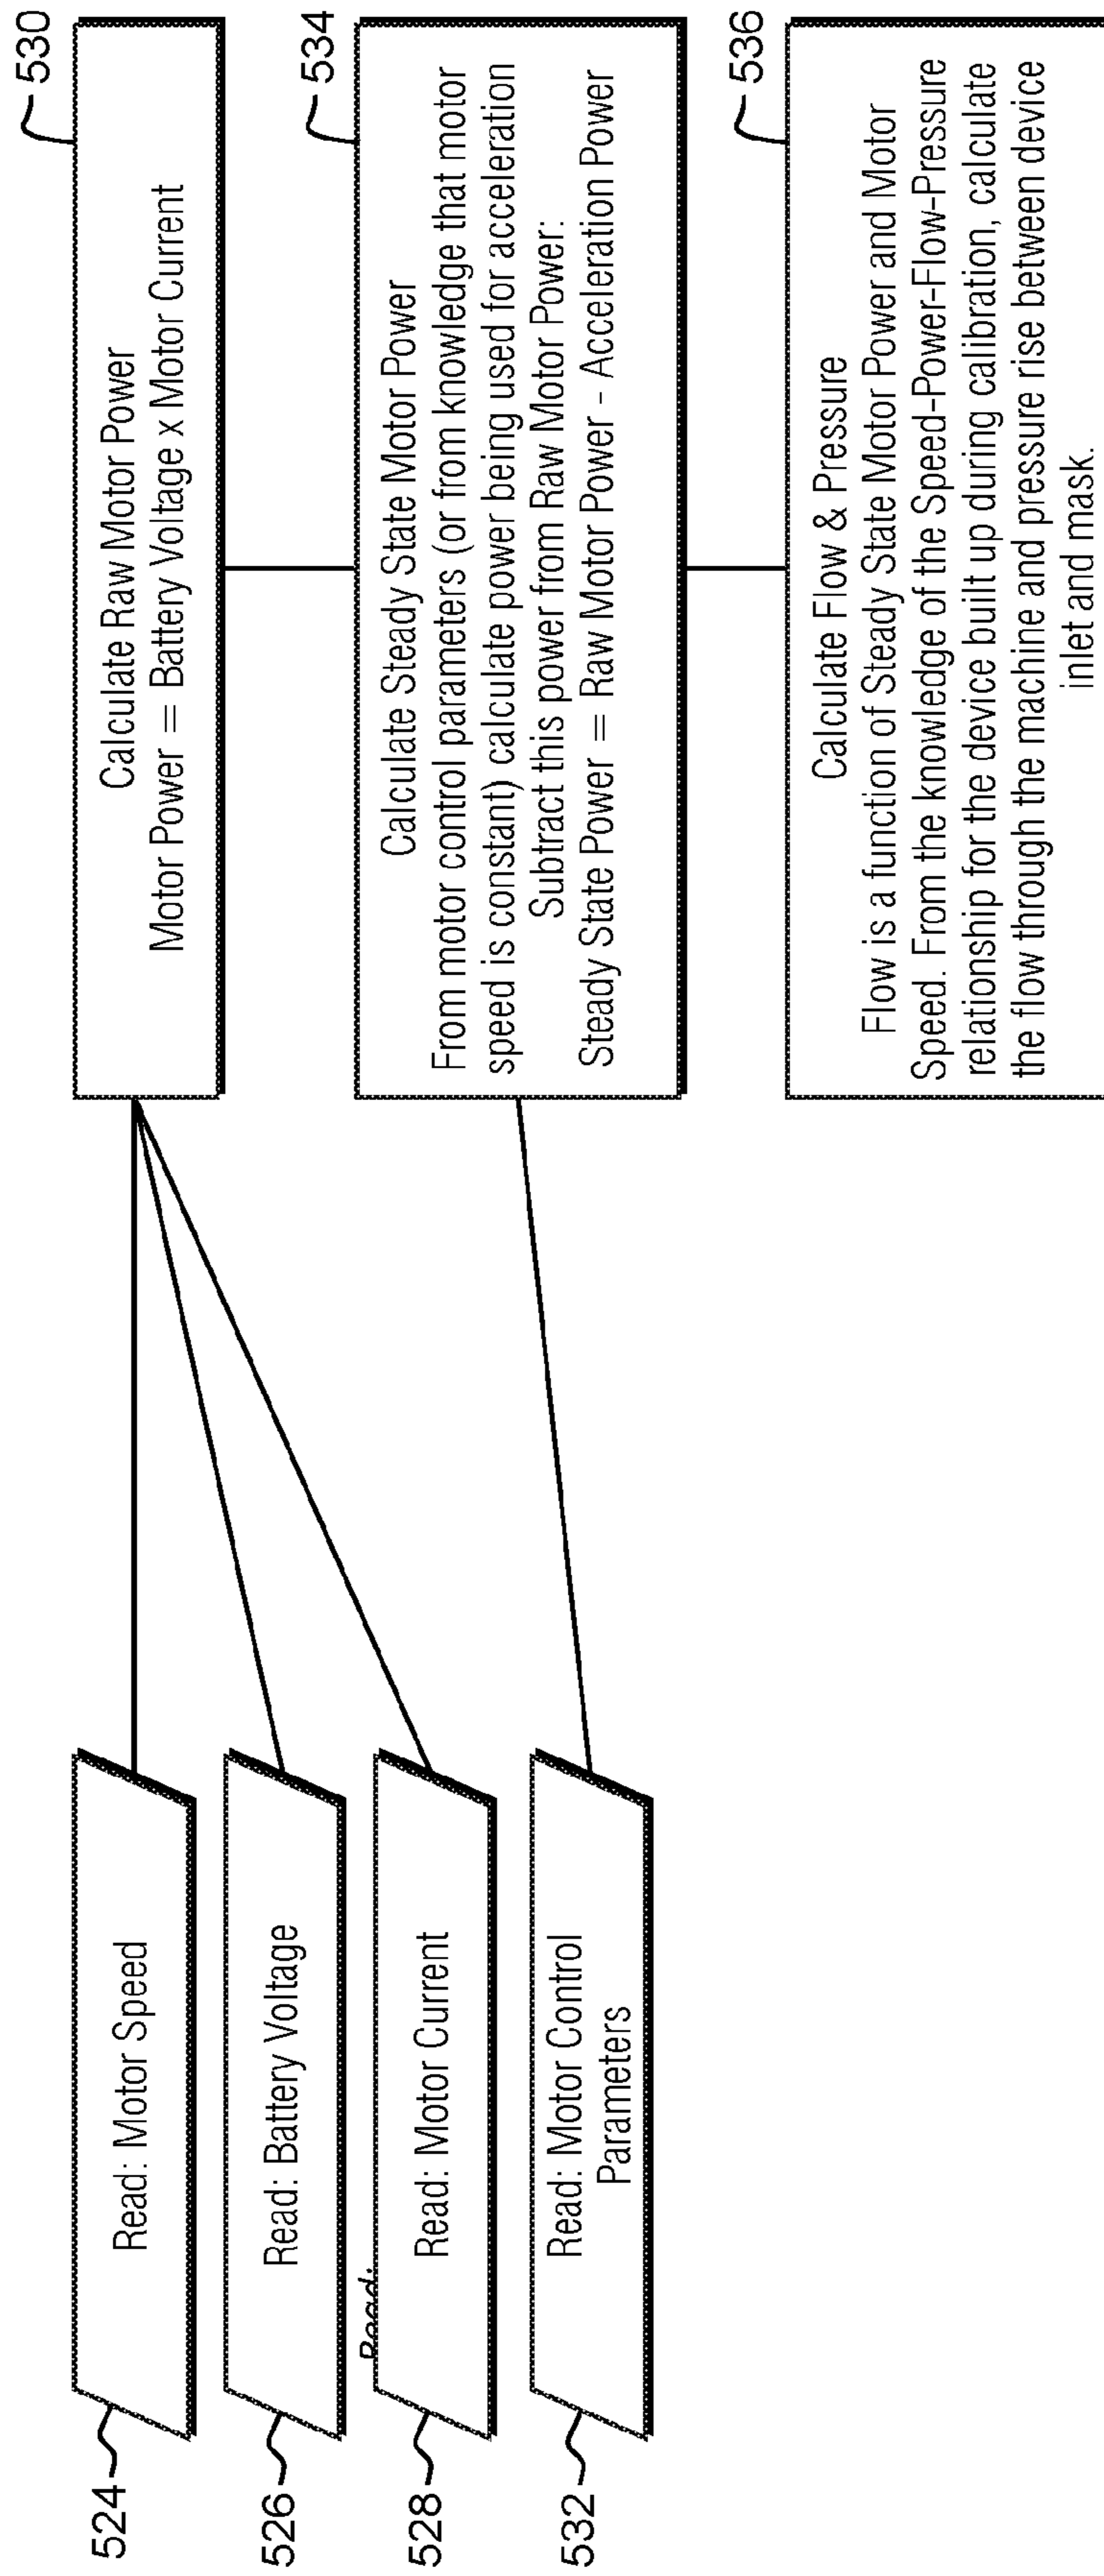 524
Read: Motor Speed
526
Read: Battery Voltage
Read:
528
Read: Motor Current
532
Read: Motor Control
Parameters
530
Calculate Raw Motor Power
Motor Power = Battery Voltage x Motor Current
534
Calculate Steady State Motor Power
From motor control parameters (or from knowledge that motor
speed is constant) calculate power being used for acceleration
Subtract this power from Raw Motor Power:
Steady State Power = Raw Motor Power - Acceleration Power
536
Calculate Flow & Pressure
Flow is a function of Steady State Motor Power and Motor
Speed. From the knowledge of the Speed-Power-Flow-Pressure
relationship for the device built up during calibration, calculate
the flow through the machine and pressure rise between device
inlet and mask.